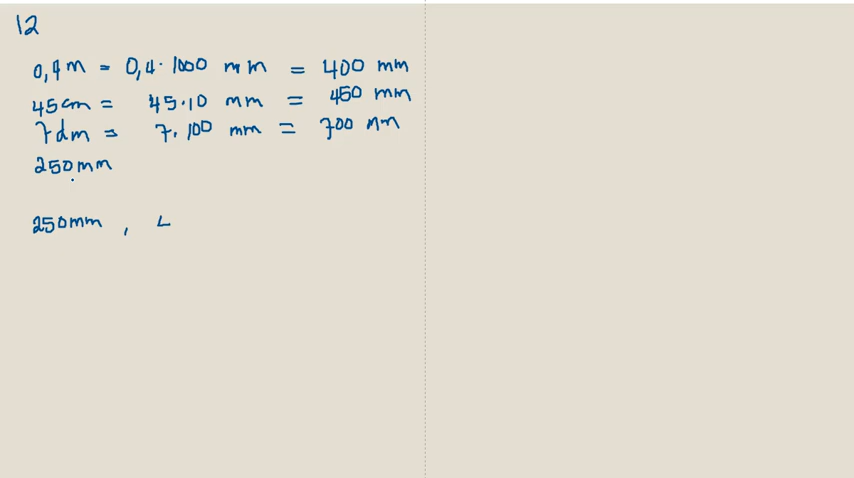 12
0,4m = 0,4·1000 mm = 400 mm
45cm = 45·10 mm = 450 mm
7dm = 7·100 mm = 700 mm
250mm
250mm , 4